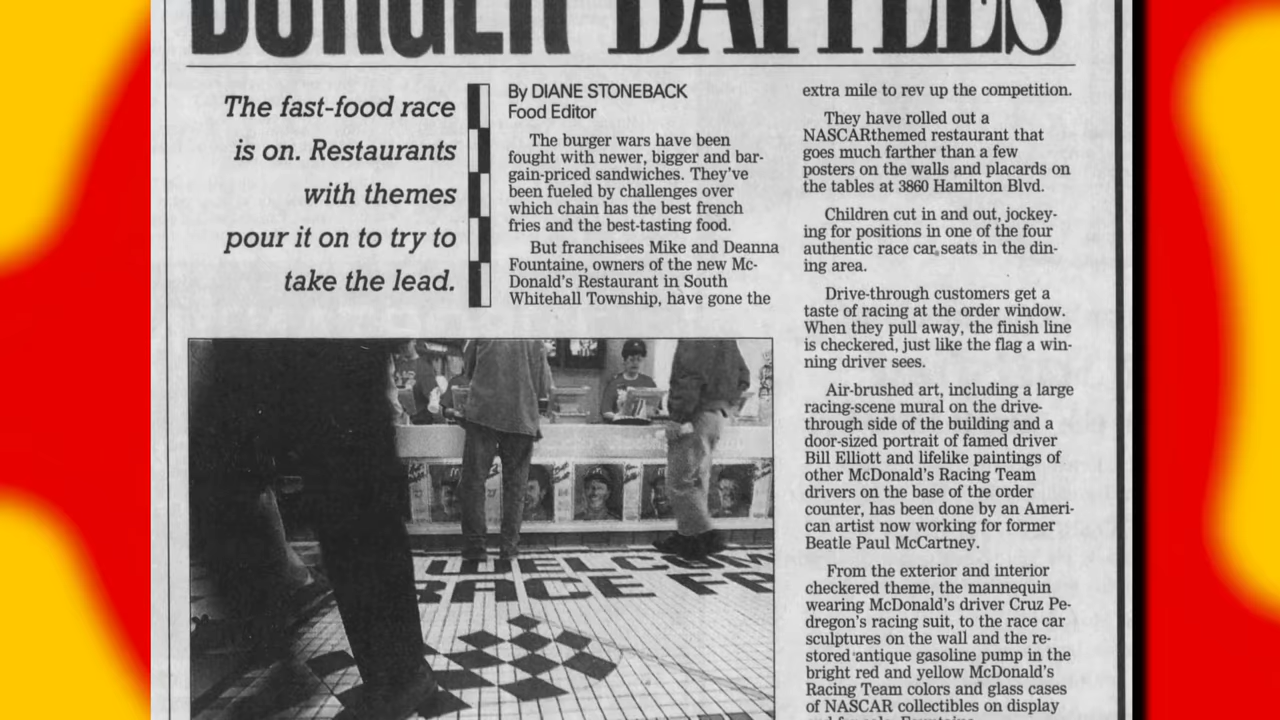 BURGER BATTLES
The fast-food race
is on. Restaurants
with themes
pour it on to try to
take the lead.
By DIANE STONEBACK
Food Editor
The burger wars have been
fought with newer, bigger and bar-
gain-priced sandwiches. They've
been fueled by challenges over
which chain has the best french
fries and the best-tasting food.
But franchisees Mike and Deanna
Fountaine, owners of the new Mc-
Donald's Restaurant in South
Whitehall Township, have gone the
extra mile to rev up the competition.
They have rolled out a
NASCARthemed restaurant that
goes much farther than a few
posters on the walls and placards on
the tables at 3860 Hamilton Blvd.
Children cut in and out, jockey-
ing for positions in one of the four
authentic race car seats in the din-
ing area.
Drive-through customers get a
taste of racing at the order window.
When they pull away, the finish line
is checkered, just like the flag a win-
ning driver sees.
Air-brushed art, including a large
racing-scene mural on the drive-
through side of the building and a
door-sized portrait of famed driver
Bill Elliott and lifelike paintings of
other McDonald's Racing Team
drivers on the base of the order
counter, has been done by an Ameri-
can artist now working for former
Beatle Paul McCartney.
From the exterior and interior
checkered theme, the mannequin
wearing McDonald's driver Cruz Pe-
dregon's racing suit, to the race car
sculptures on the wall and the re-
stored antique gasoline pump in the
bright red and yellow McDonald's
Racing Team colors and glass cases
of NASCAR collectibles on display
WELCOM
RACE FA